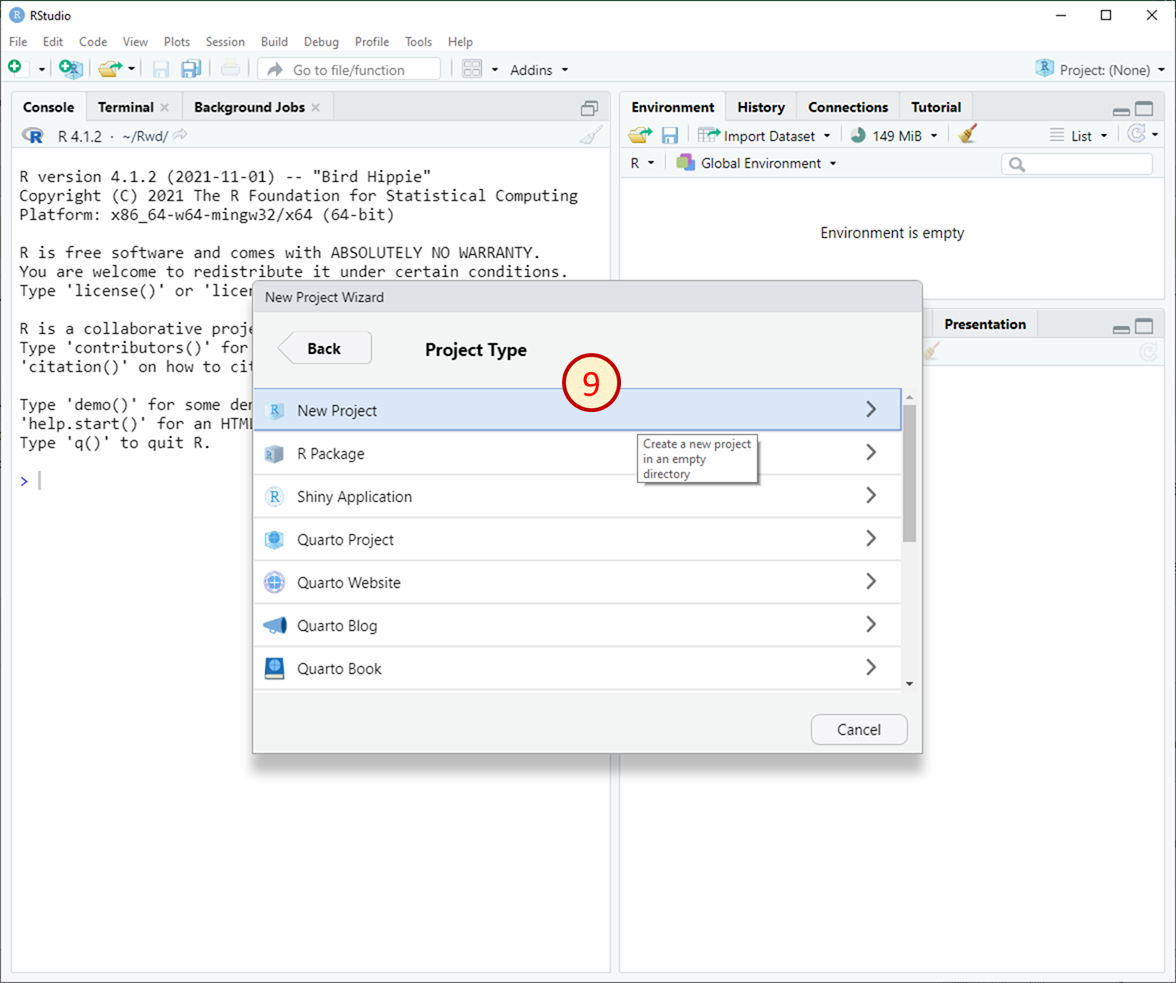 RStudio
File Edit Code View Plots Session Build Debug Profile Tools Help
Go to file/function
Addins
Project: (None)
Console Terminal Background Jobs
R 4.1.2 · ~/Rwd/
R version 4.1.2 (2021-11-01) -- "Bird Hippie"
Copyright (C) 2021 The R Foundation for Statistical Computing
Platform: x86_64-w64-mingw32/x64 (64-bit)
R is free software and comes with ABSOLUTELY NO WARRANTY.
You are welcome to redistribute it under certain conditions.
Type 'license()' or 'licen
R is a collaborative proje
Type 'contributors()' for
'citation()' on how to cit
Type 'demo()' for some dem
'help.start()' for an HTML
Type 'q()' to quit R.
>
Environment History Connections Tutorial
Import Dataset 149 MiB List
R Global Environment
Environment is empty
Presentation
New Project Wizard
Back Project Type
9
New Project
Create a new project
in an empty
directory
R Package
Shiny Application
Quarto Project
Quarto Website
Quarto Blog
Quarto Book
Cancel